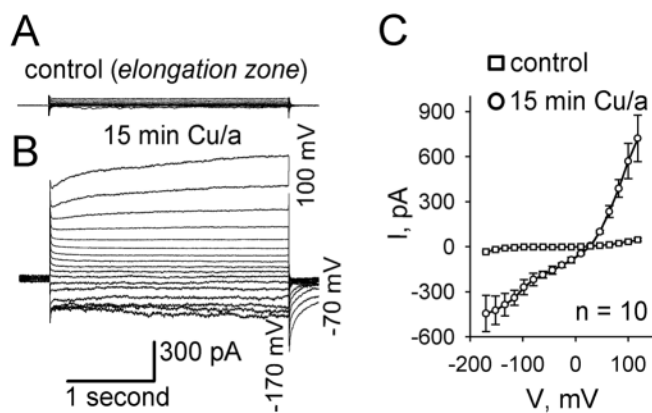 A
control (elongation zone)
15 min Cu/a
B
100 mV
-70 mV
-170 mV
300 pA
1 second
C
control
15 min Cu/a
I, pA
900
600
300
0
-300
-600
n = 10
-200 -100 0 100 200
V, mV